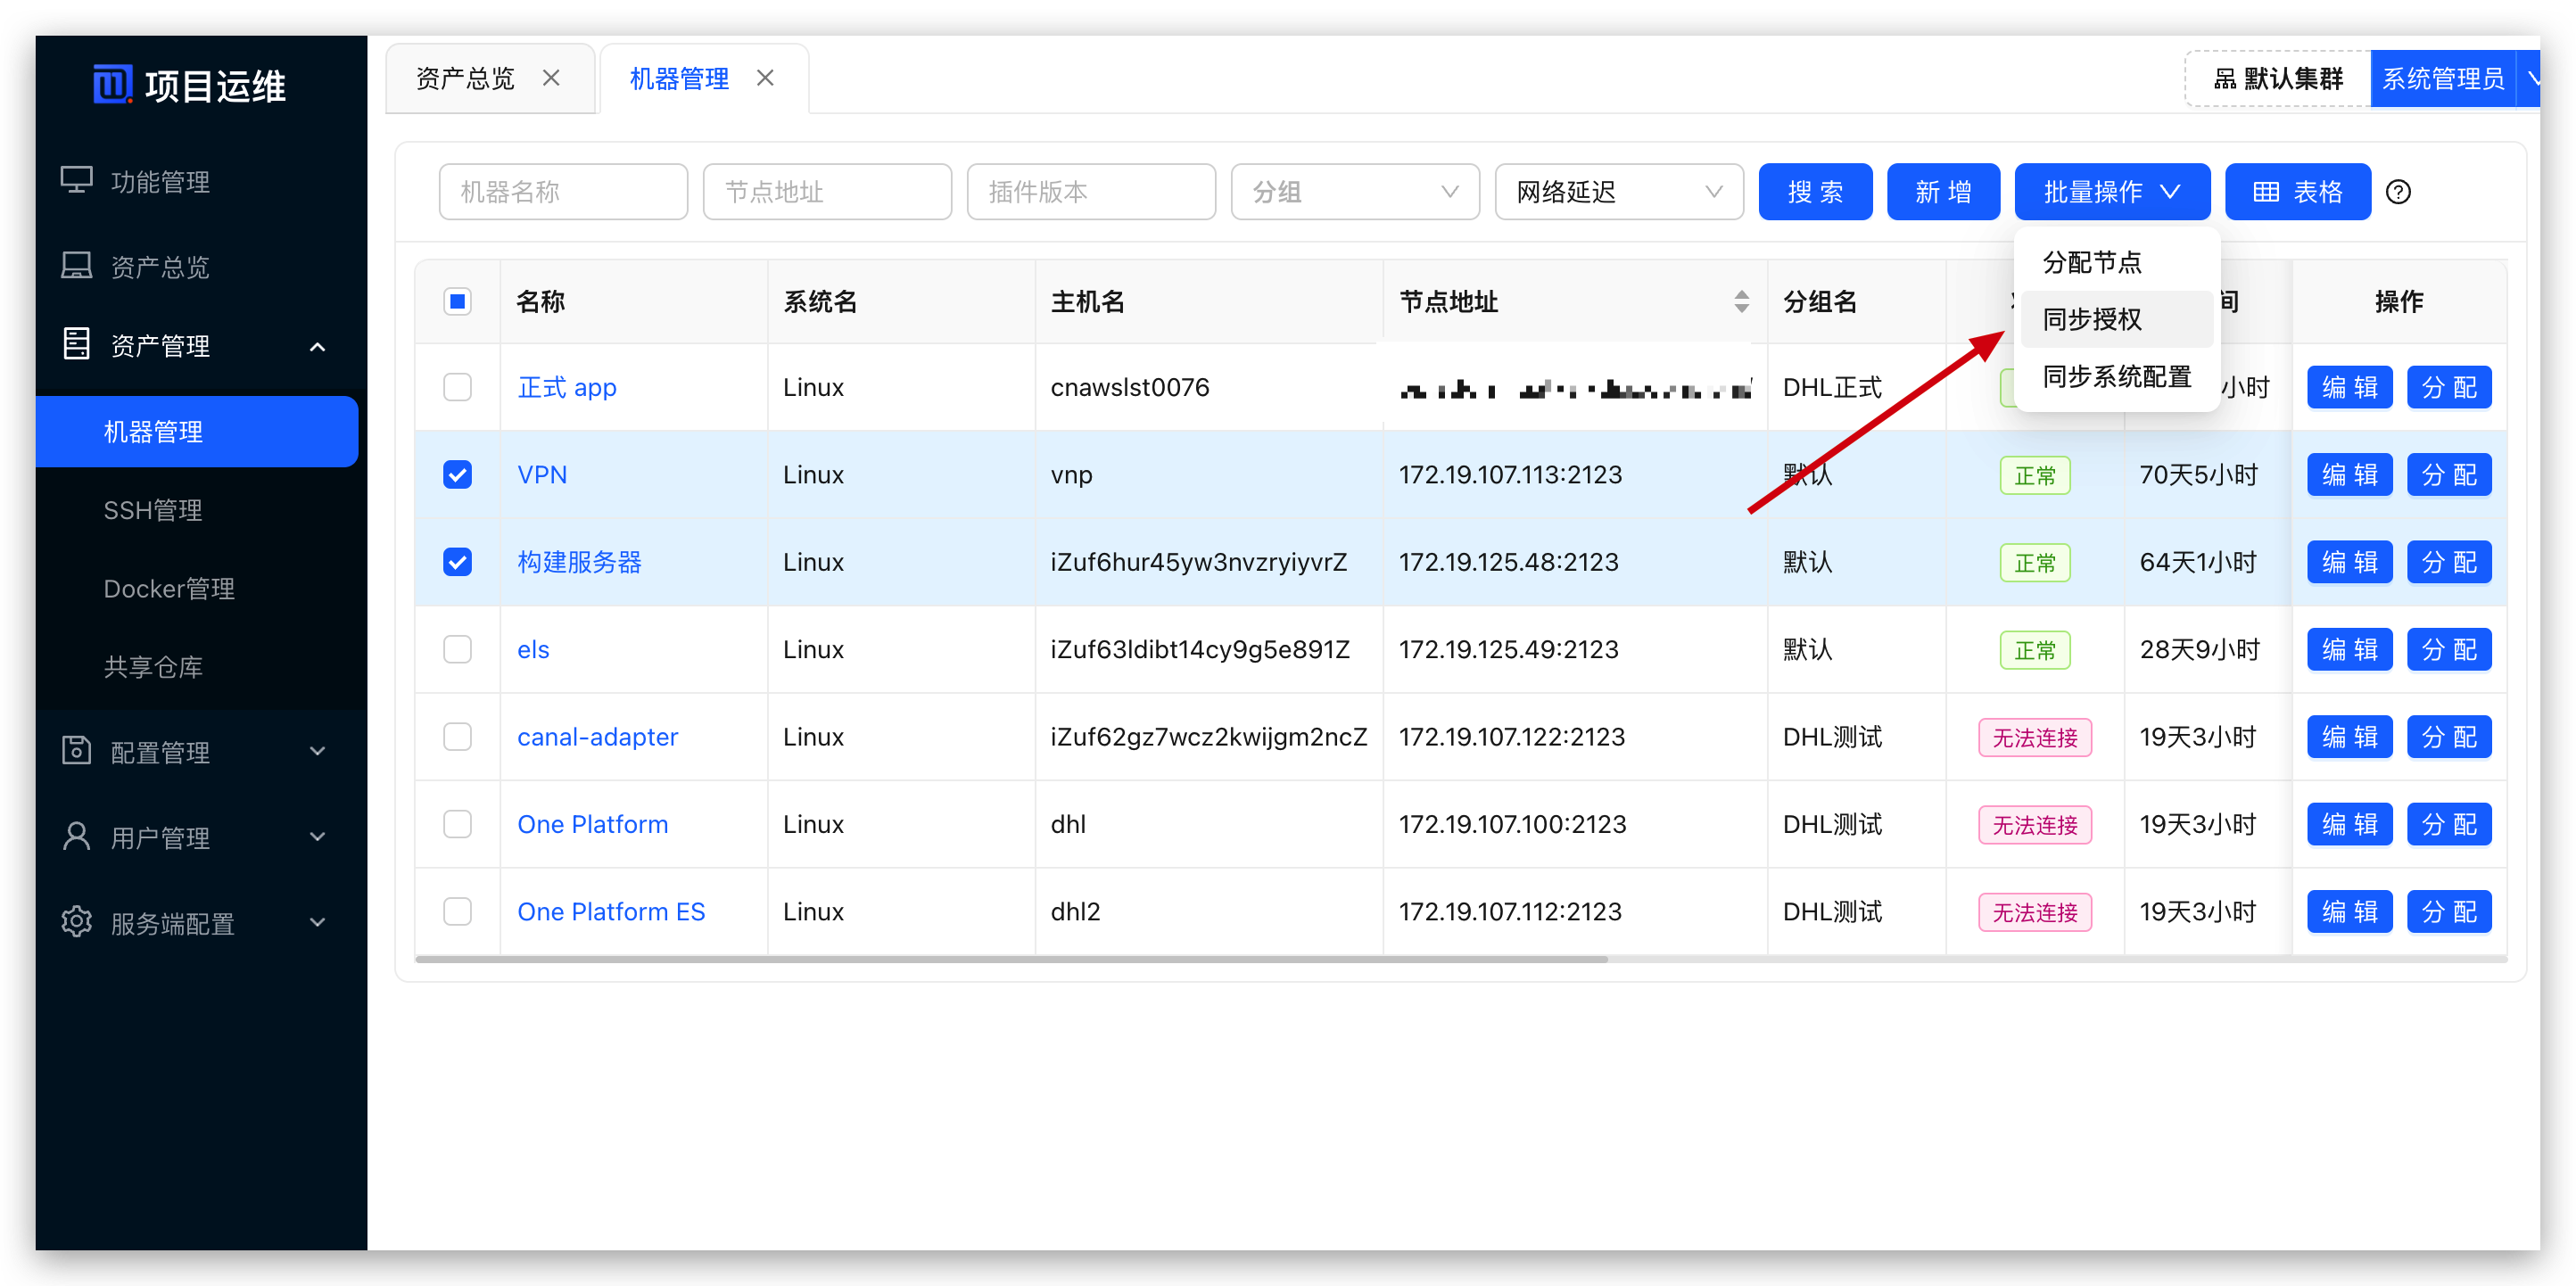 项目运维
资产总览
机器管理
默认集群
系统管理员
功能管理
资产总览
资产管理
机器管理
SSH管理
Docker管理
共享仓库
配置管理
用户管理
服务端配置
机器名称 节点地址 插件版本 分组 网络延迟 搜 索 新 增 批量操作 表格
分配节点
同步授权
同步系统配置
名称 系统名 主机名 节点地址 分组名 间 操作
正式 app Linux cnawslst0076 DHL正式 小时 编 辑 分 配
VPN Linux vnp 172.19.107.113:2123 默认 正常 70天5小时 编 辑 分 配
构建服务器 Linux iZuf6hur45yw3nvzryiyvrZ 172.19.125.48:2123 默认 正常 64天1小时 编 辑 分 配
els Linux iZuf63ldibt14cy9g5e891Z 172.19.125.49:2123 默认 正常 28天9小时 编 辑 分 配
canal-adapter Linux iZuf62gz7wcz2kwijgm2ncZ 172.19.107.122:2123 DHL测试 无法连接 19天3小时 编 辑 分 配
One Platform Linux dhl 172.19.107.100:2123 DHL测试 无法连接 19天3小时 编 辑 分 配
One Platform ES Linux dhl2 172.19.107.112:2123 DHL测试 无法连接 19天3小时 编 辑 分 配